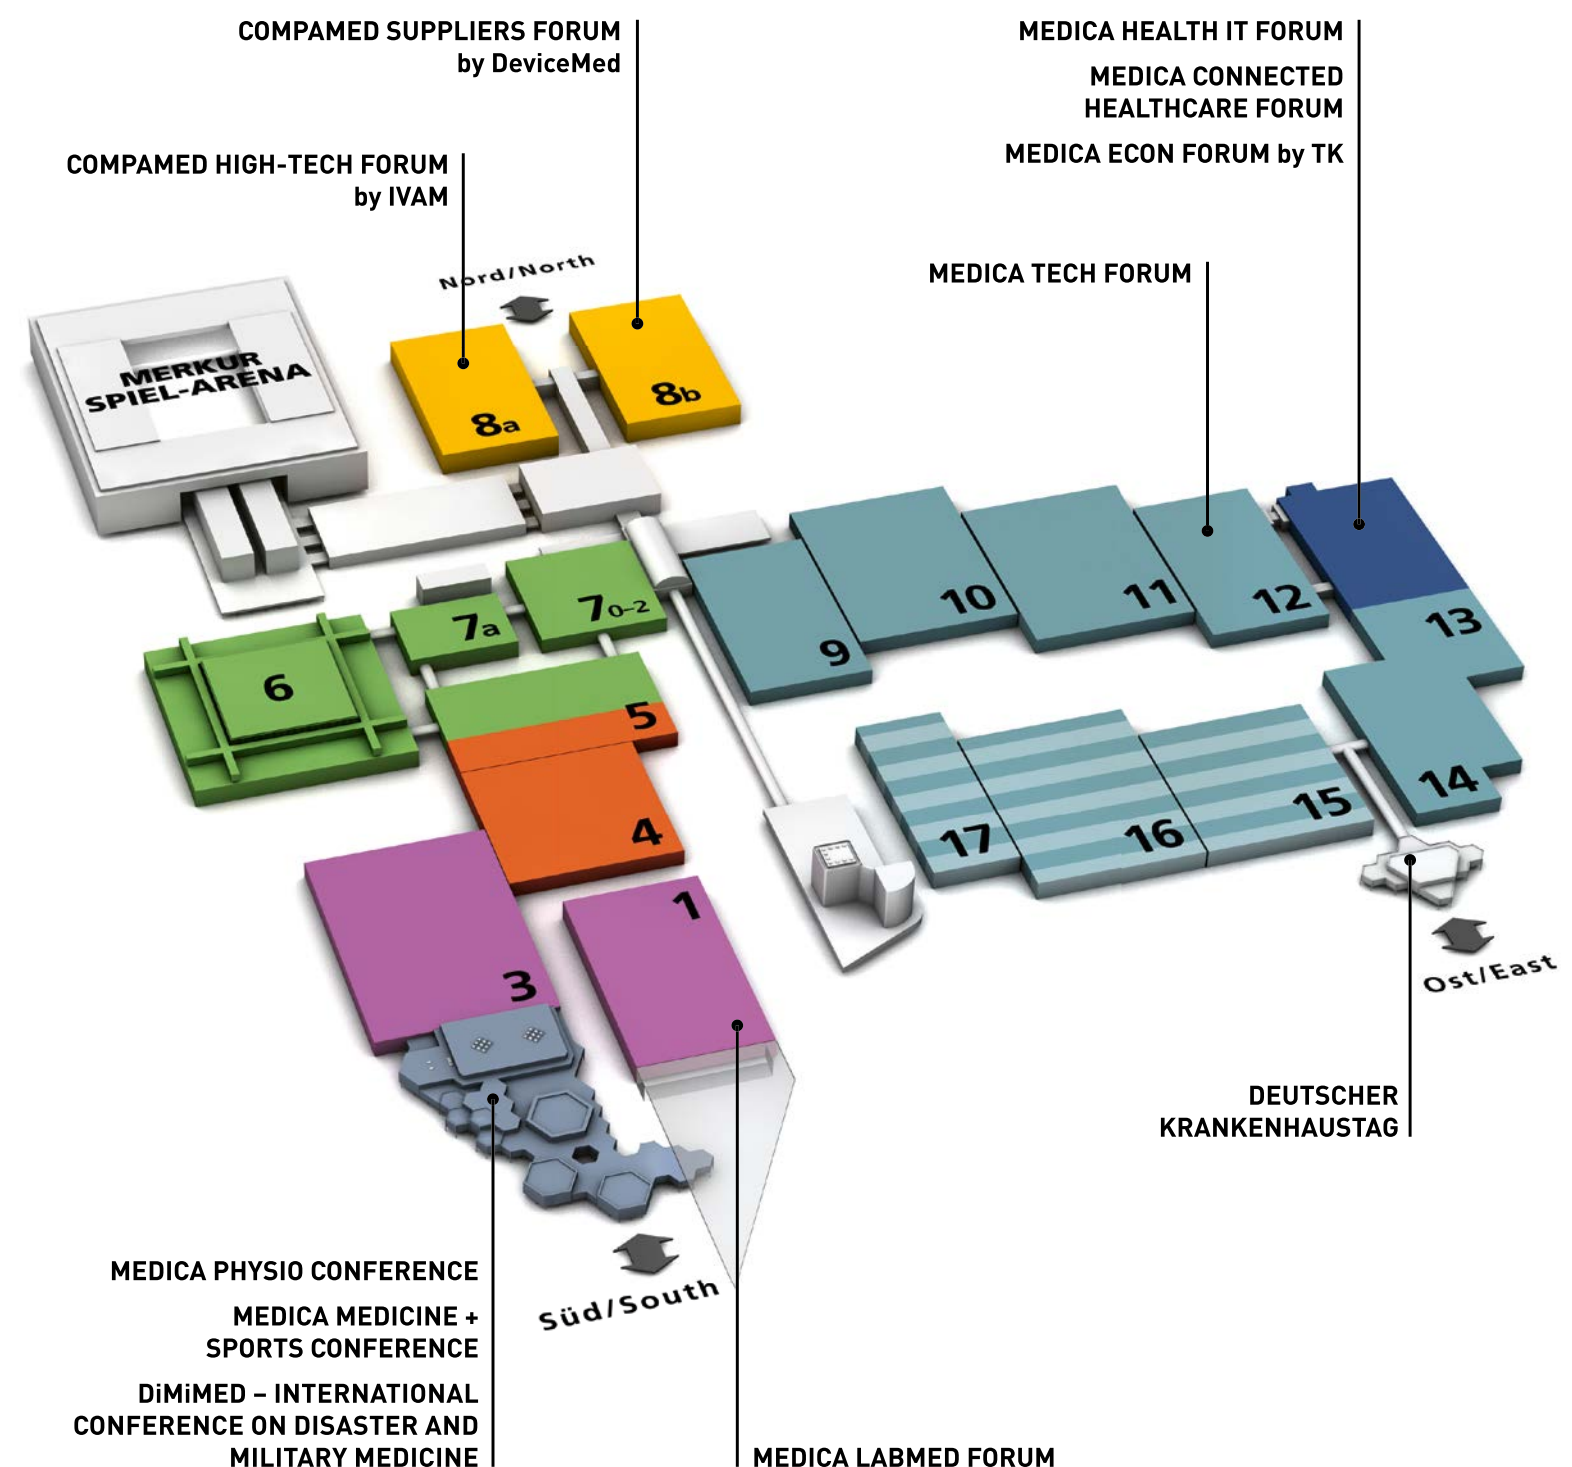 COMPAMED SUPPLIERS FORUM
by DeviceMed
MEDICA HEALTH IT FORUM
MEDICA CONNECTED
HEALTHCARE FORUM
MEDICA ECON FORUM by TK
COMPAMED HIGH-TECH FORUM
by IVAM
Nord/North
MEDICA TECH FORUM
MERKUR
SPIEL-ARENA
8a
8b
10
11
12
13
9
7a
70-2
6
5
4
17
16
15
14
3
1
Ost/East
DEUTSCHER
KRANKENHAUSTAG
Süd/South
MEDICA PHYSIO CONFERENCE
MEDICA MEDICINE +
SPORTS CONFERENCE
DiMiMED – INTERNATIONAL
CONFERENCE ON DISASTER AND
MILITARY MEDICINE
MEDICA LABMED FORUM